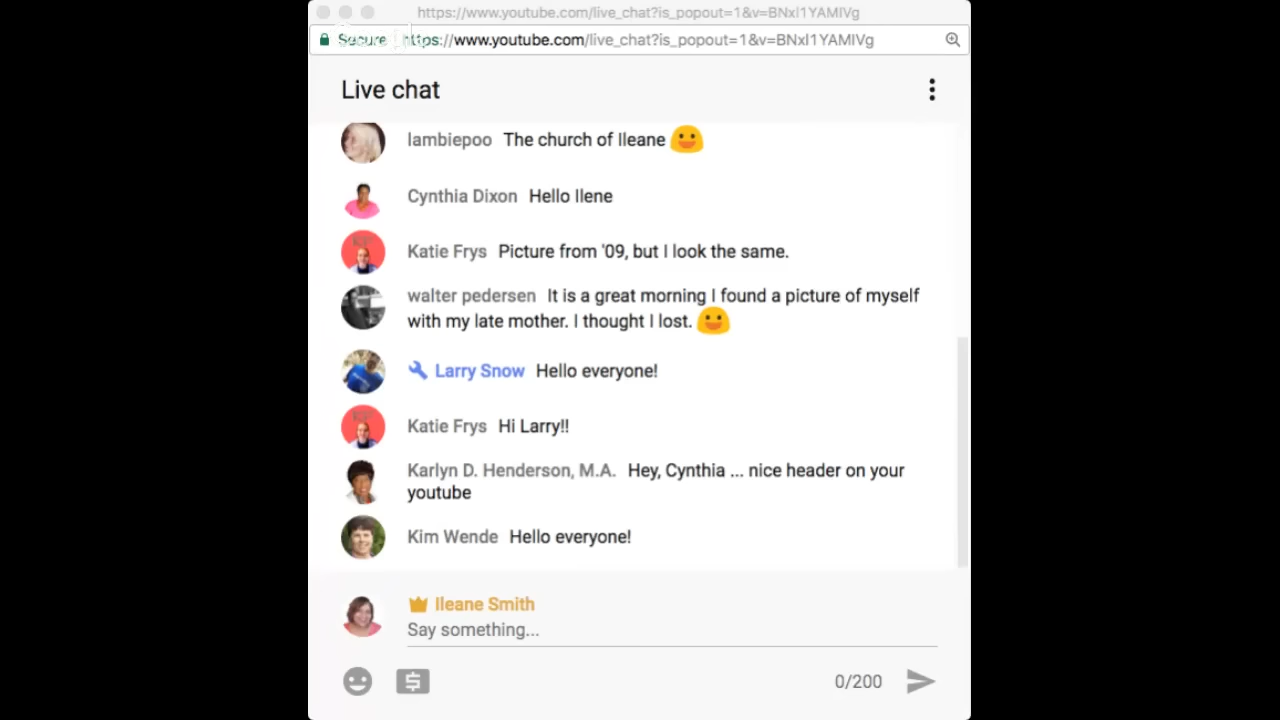 https://www.youtube.com/live_chat?is_popout=1&v=BNxl1YAMlVg
Secure https://www.youtube.com/live_chat?is_popout=1&v=BNxl1YAMlVg
Live chat
lambiepoo The church of Ileane
Cynthia Dixon Hello Ilene
Katie Frys Picture from '09, but I look the same.
walter pedersen It is a great morning I found a picture of myself
with my late mother. I thought I lost.
Larry Snow Hello everyone!
Katie Frys Hi Larry!!
Karlyn D. Henderson, M.A. Hey, Cynthia ... nice header on your
youtube
Kim Wende Hello everyone!
Ileane Smith
Say something...
0/200